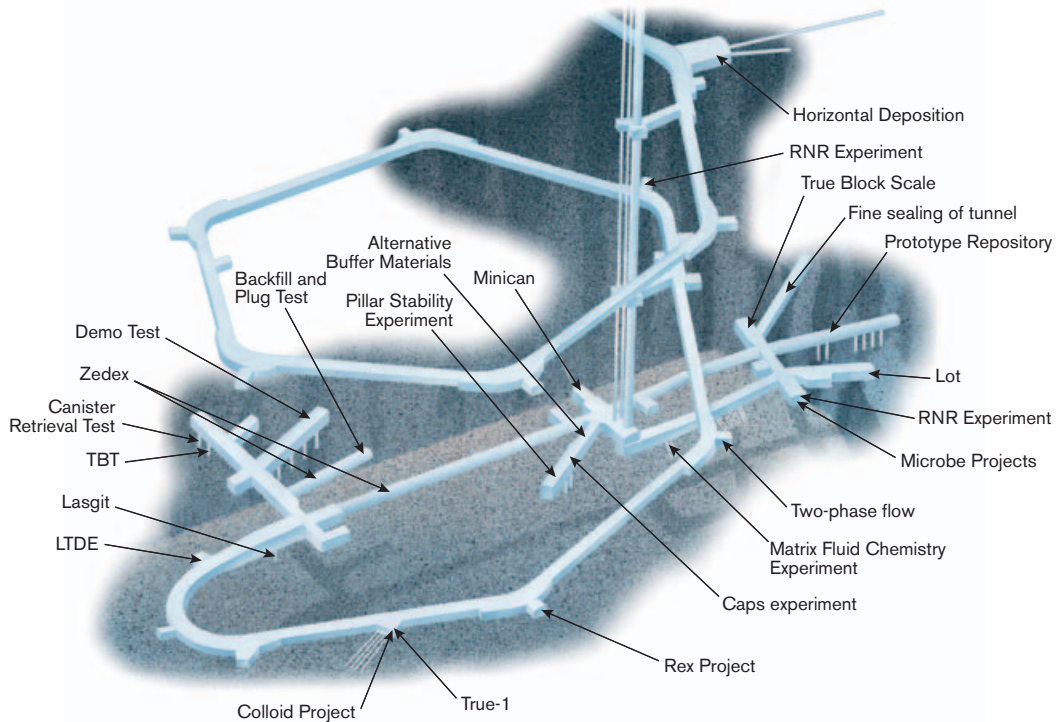 Horizontal Deposition
RNR Experiment
True Block Scale
Fine sealing of tunnel
Prototype Repository
Alternative
Buffer Materials
Minican
Backfill and
Plug Test
Pillar Stability
Experiment
Demo Test
Zedex
Canister
Retrieval Test
TBT
Lasgit
LTDE
Lot
RNR Experiment
Microbe Projects
Two-phase flow
Matrix Fluid Chemistry
Experiment
Caps experiment
Rex Project
True-1
Colloid Project